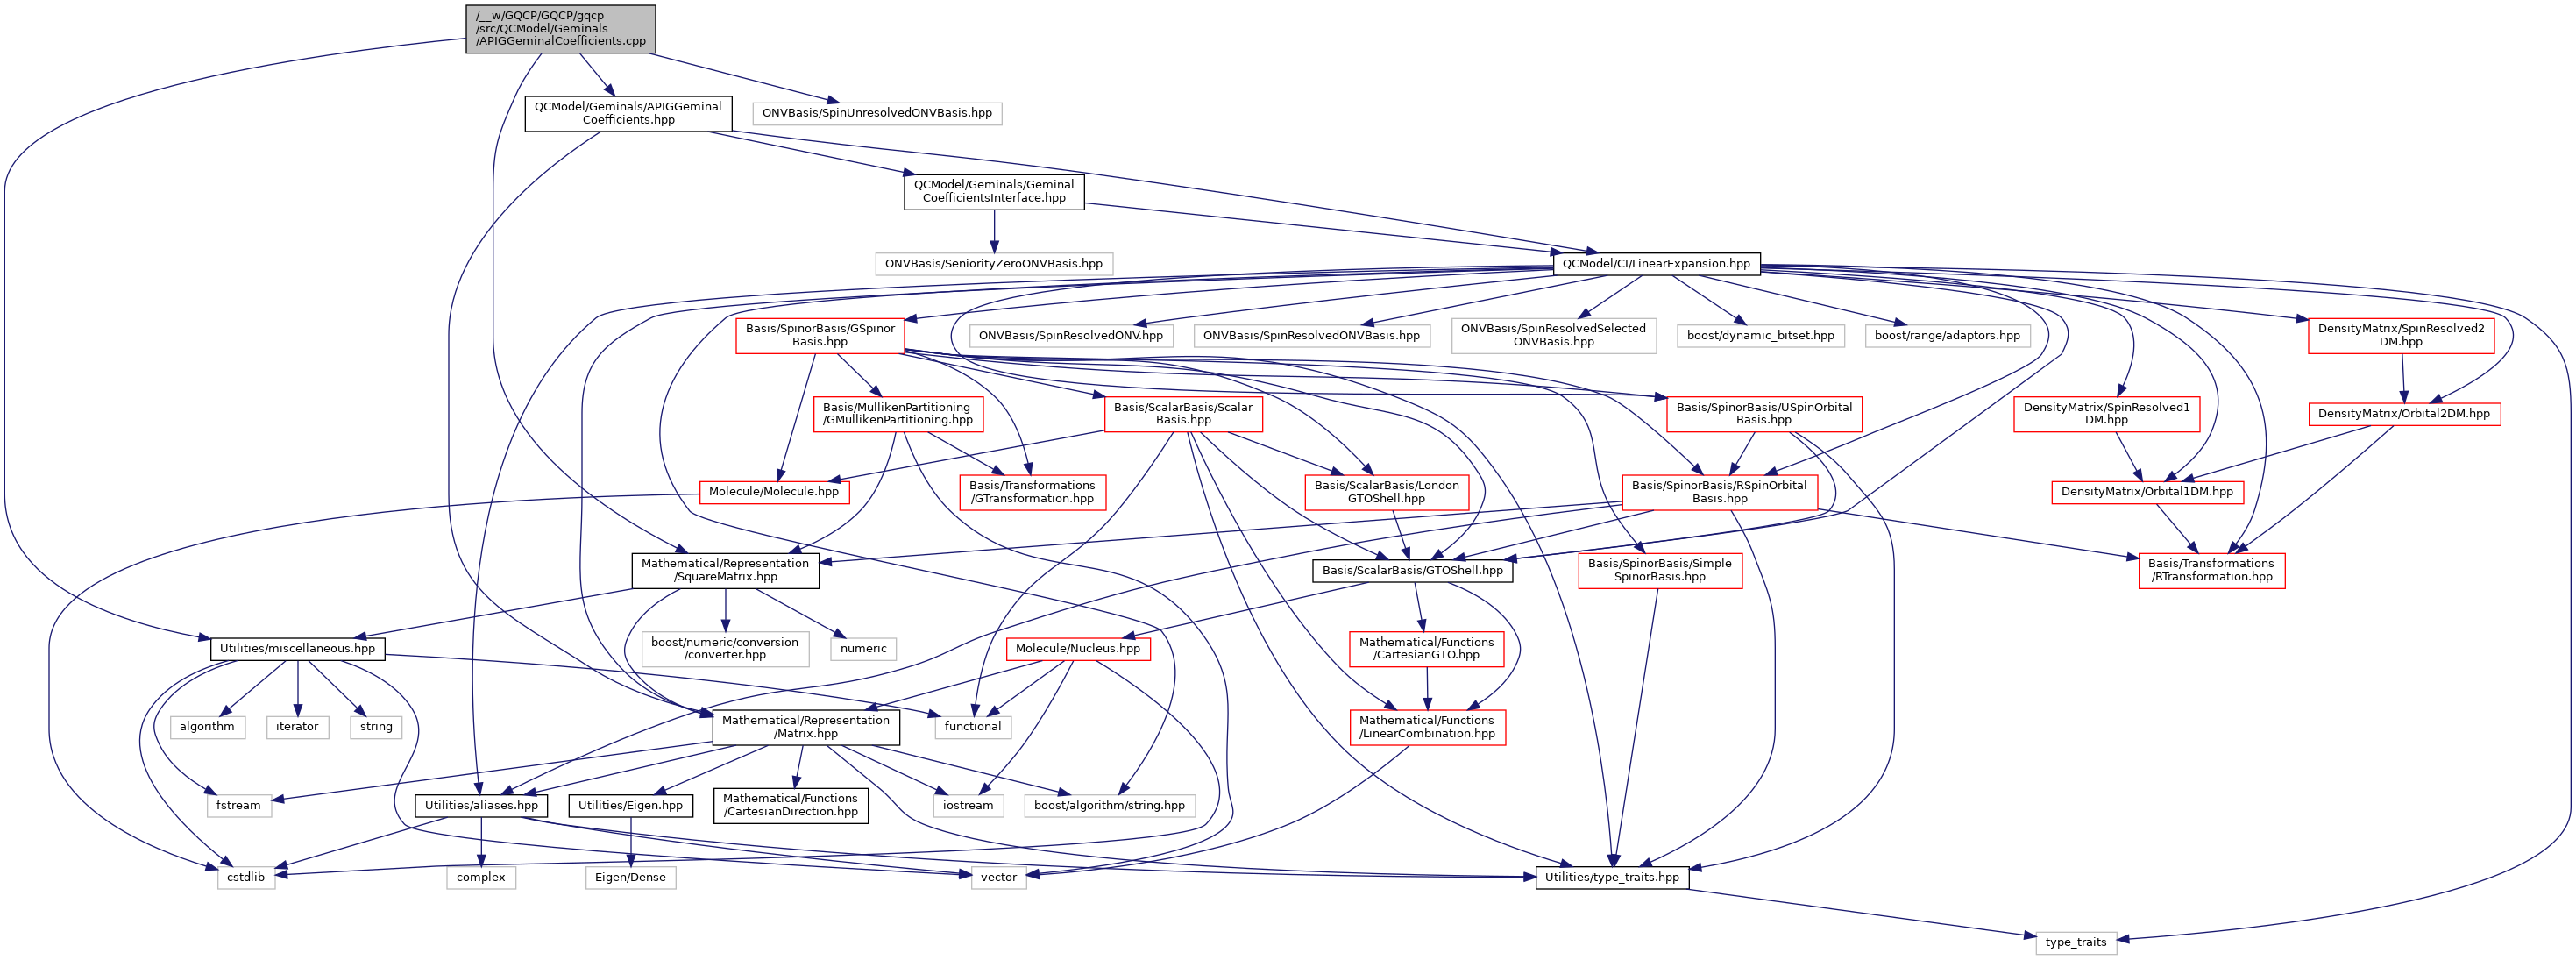 /__w/GQCP/GQCP/gqcp
/src/QCModel/Geminals
/APIGGeminalCoefficients.cpp
QCModel/Geminals/APIGGeminal
Coefficients.hpp
ONVBasis/SpinUnresolvedONVBasis.hpp
QCModel/Geminals/Geminal
CoefficientsInterface.hpp
ONVBasis/SeniorityZeroONVBasis.hpp
QCModel/CI/LinearExpansion.hpp
Basis/SpinorBasis/GSpinor
Basis.hpp
ONVBasis/SpinResolvedONV.hpp
ONVBasis/SpinResolvedONVBasis.hpp
ONVBasis/SpinResolvedSelected
ONVBasis.hpp
boost/dynamic_bitset.hpp
boost/range/adaptors.hpp
DensityMatrix/SpinResolved2
DM.hpp
Basis/MullikenPartitioning
/GMullikenPartitioning.hpp
Basis/ScalarBasis/Scalar
Basis.hpp
Basis/SpinorBasis/USpinOrbital
Basis.hpp
DensityMatrix/SpinResolved1
DM.hpp
DensityMatrix/Orbital2DM.hpp
Molecule/Molecule.hpp
Basis/Transformations
/GTransformation.hpp
Basis/ScalarBasis/London
GTOShell.hpp
Basis/SpinorBasis/RSpinOrbital
Basis.hpp
DensityMatrix/Orbital1DM.hpp
Mathematical/Representation
/SquareMatrix.hpp
Basis/ScalarBasis/GTOShell.hpp
Basis/SpinorBasis/Simple
SpinorBasis.hpp
Basis/Transformations
/RTransformation.hpp
Utilities/miscellaneous.hpp
boost/numeric/conversion
/converter.hpp
numeric
Molecule/Nucleus.hpp
Mathematical/Functions
/CartesianGTO.hpp
algorithm
iterator
string
Mathematical/Representation
/Matrix.hpp
functional
Mathematical/Functions
/LinearCombination.hpp
fstream
Utilities/aliases.hpp
Utilities/Eigen.hpp
Mathematical/Functions
/CartesianDirection.hpp
iostream
boost/algorithm/string.hpp
cstdlib
complex
Eigen/Dense
vector
Utilities/type_traits.hpp
type_traits